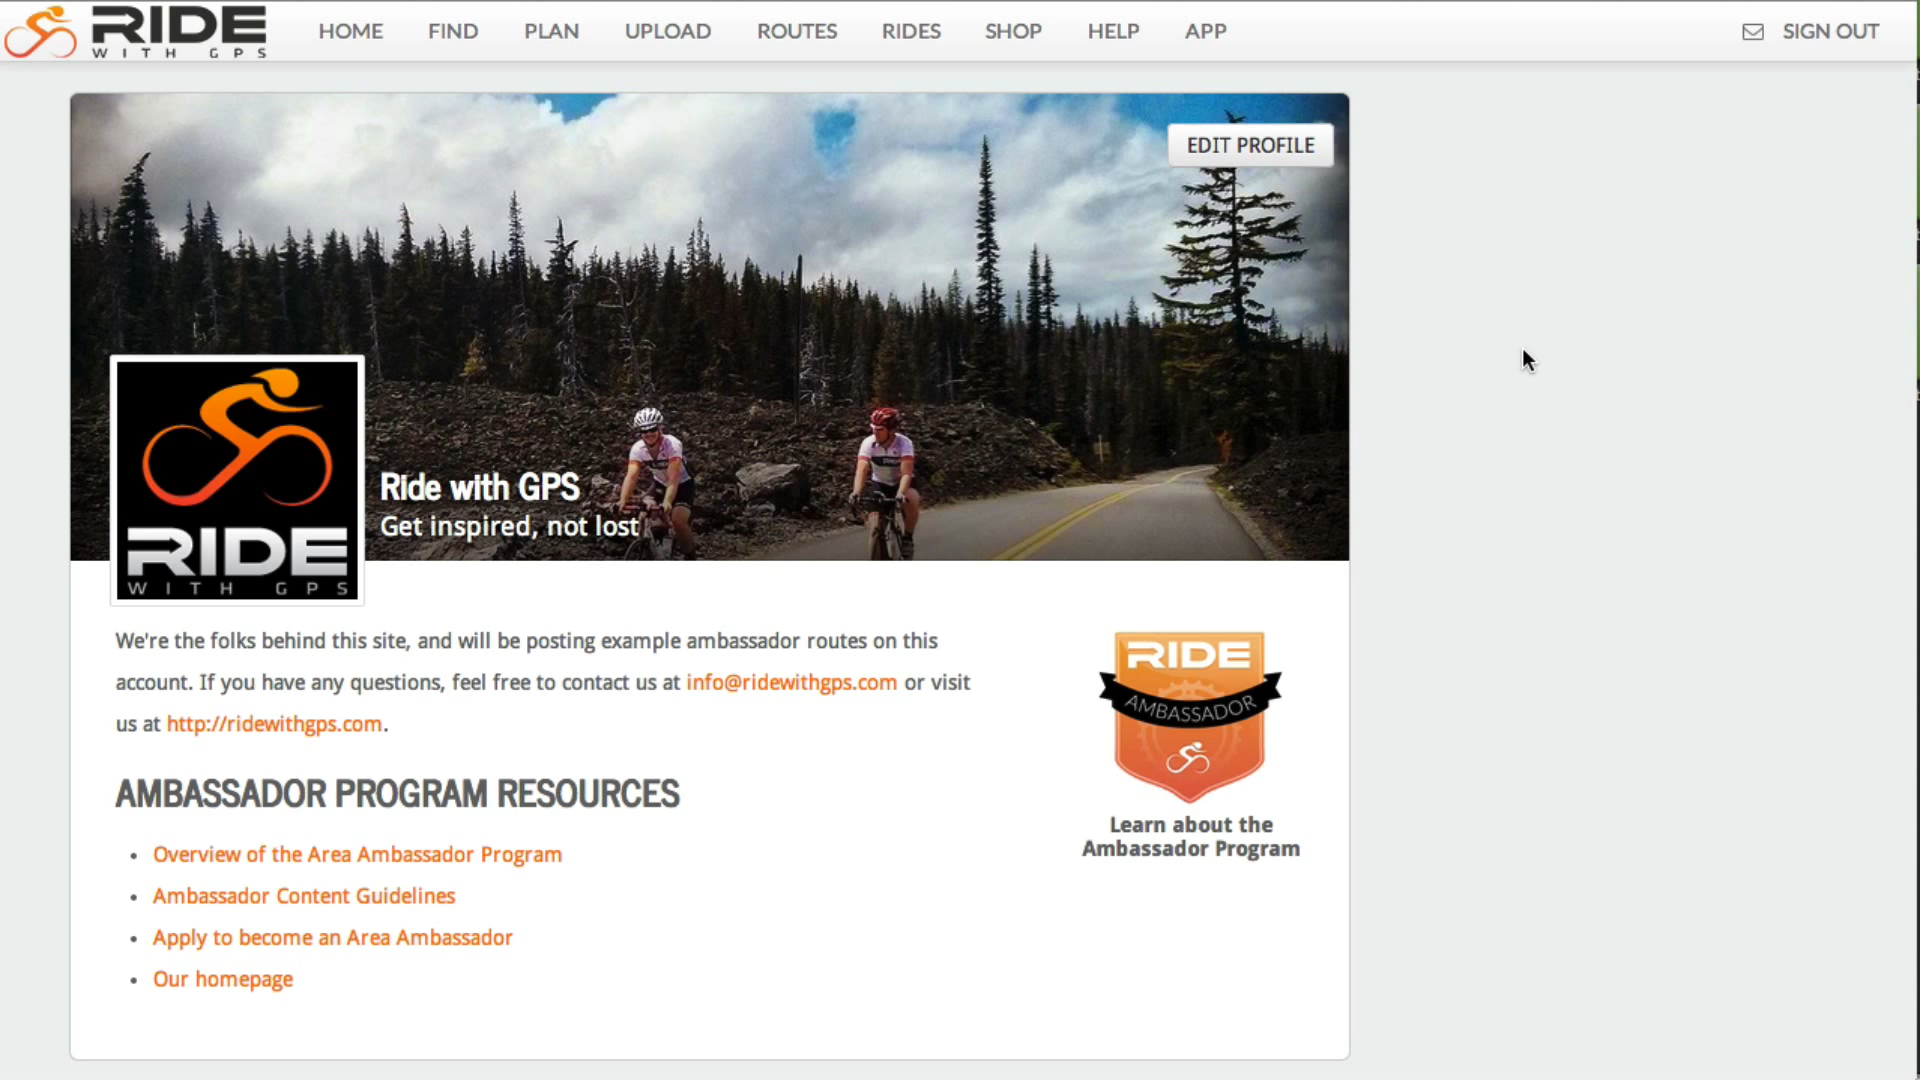 RIDE
WITH GPS
HOME FIND PLAN UPLOAD ROUTES RIDES SHOP HELP APP SIGN OUT
EDIT PROFILE
Ride with GPS
Get inspired, not lost
RIDE
WITH GPS
We're the folks behind this site, and will be posting example ambassador routes on this
account. If you have any questions, feel free to contact us at info@ridewithgps.com or visit
us at http://ridewithgps.com.
RIDE
AMBASSADOR
Learn about the
Ambassador Program
AMBASSADOR PROGRAM RESOURCES
• Overview of the Area Ambassador Program
• Ambassador Content Guidelines
• Apply to become an Area Ambassador
• Our homepage